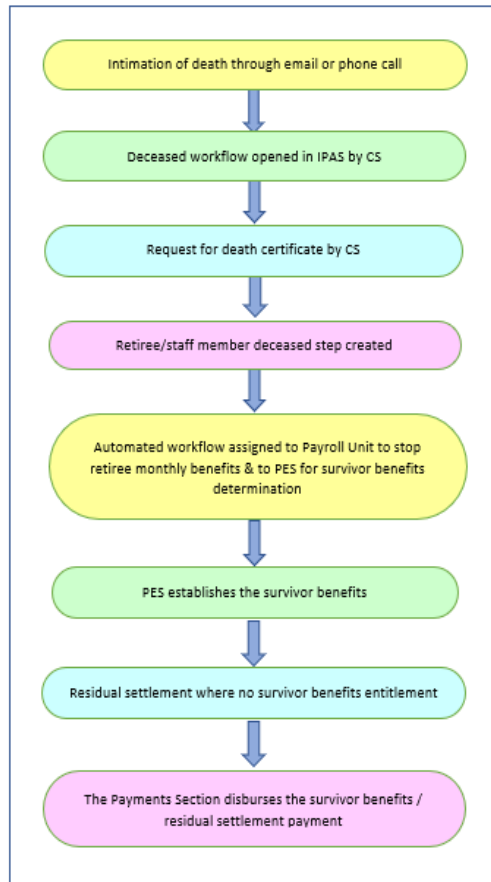 Intimation of death through email or phone call
Deceased workflow opened in IPAS by CS
Request for death certificate by CS
Retiree/staff member deceased step created
Automated workflow assigned to Payroll Unit to stop
retiree monthly benefits & to PES for survivor benefits
determination
PES establishes the survivor benefits
Residual settlement where no survivor benefits entitlement
The Payments Section disburses the survivor benefits /
residual settlement payment